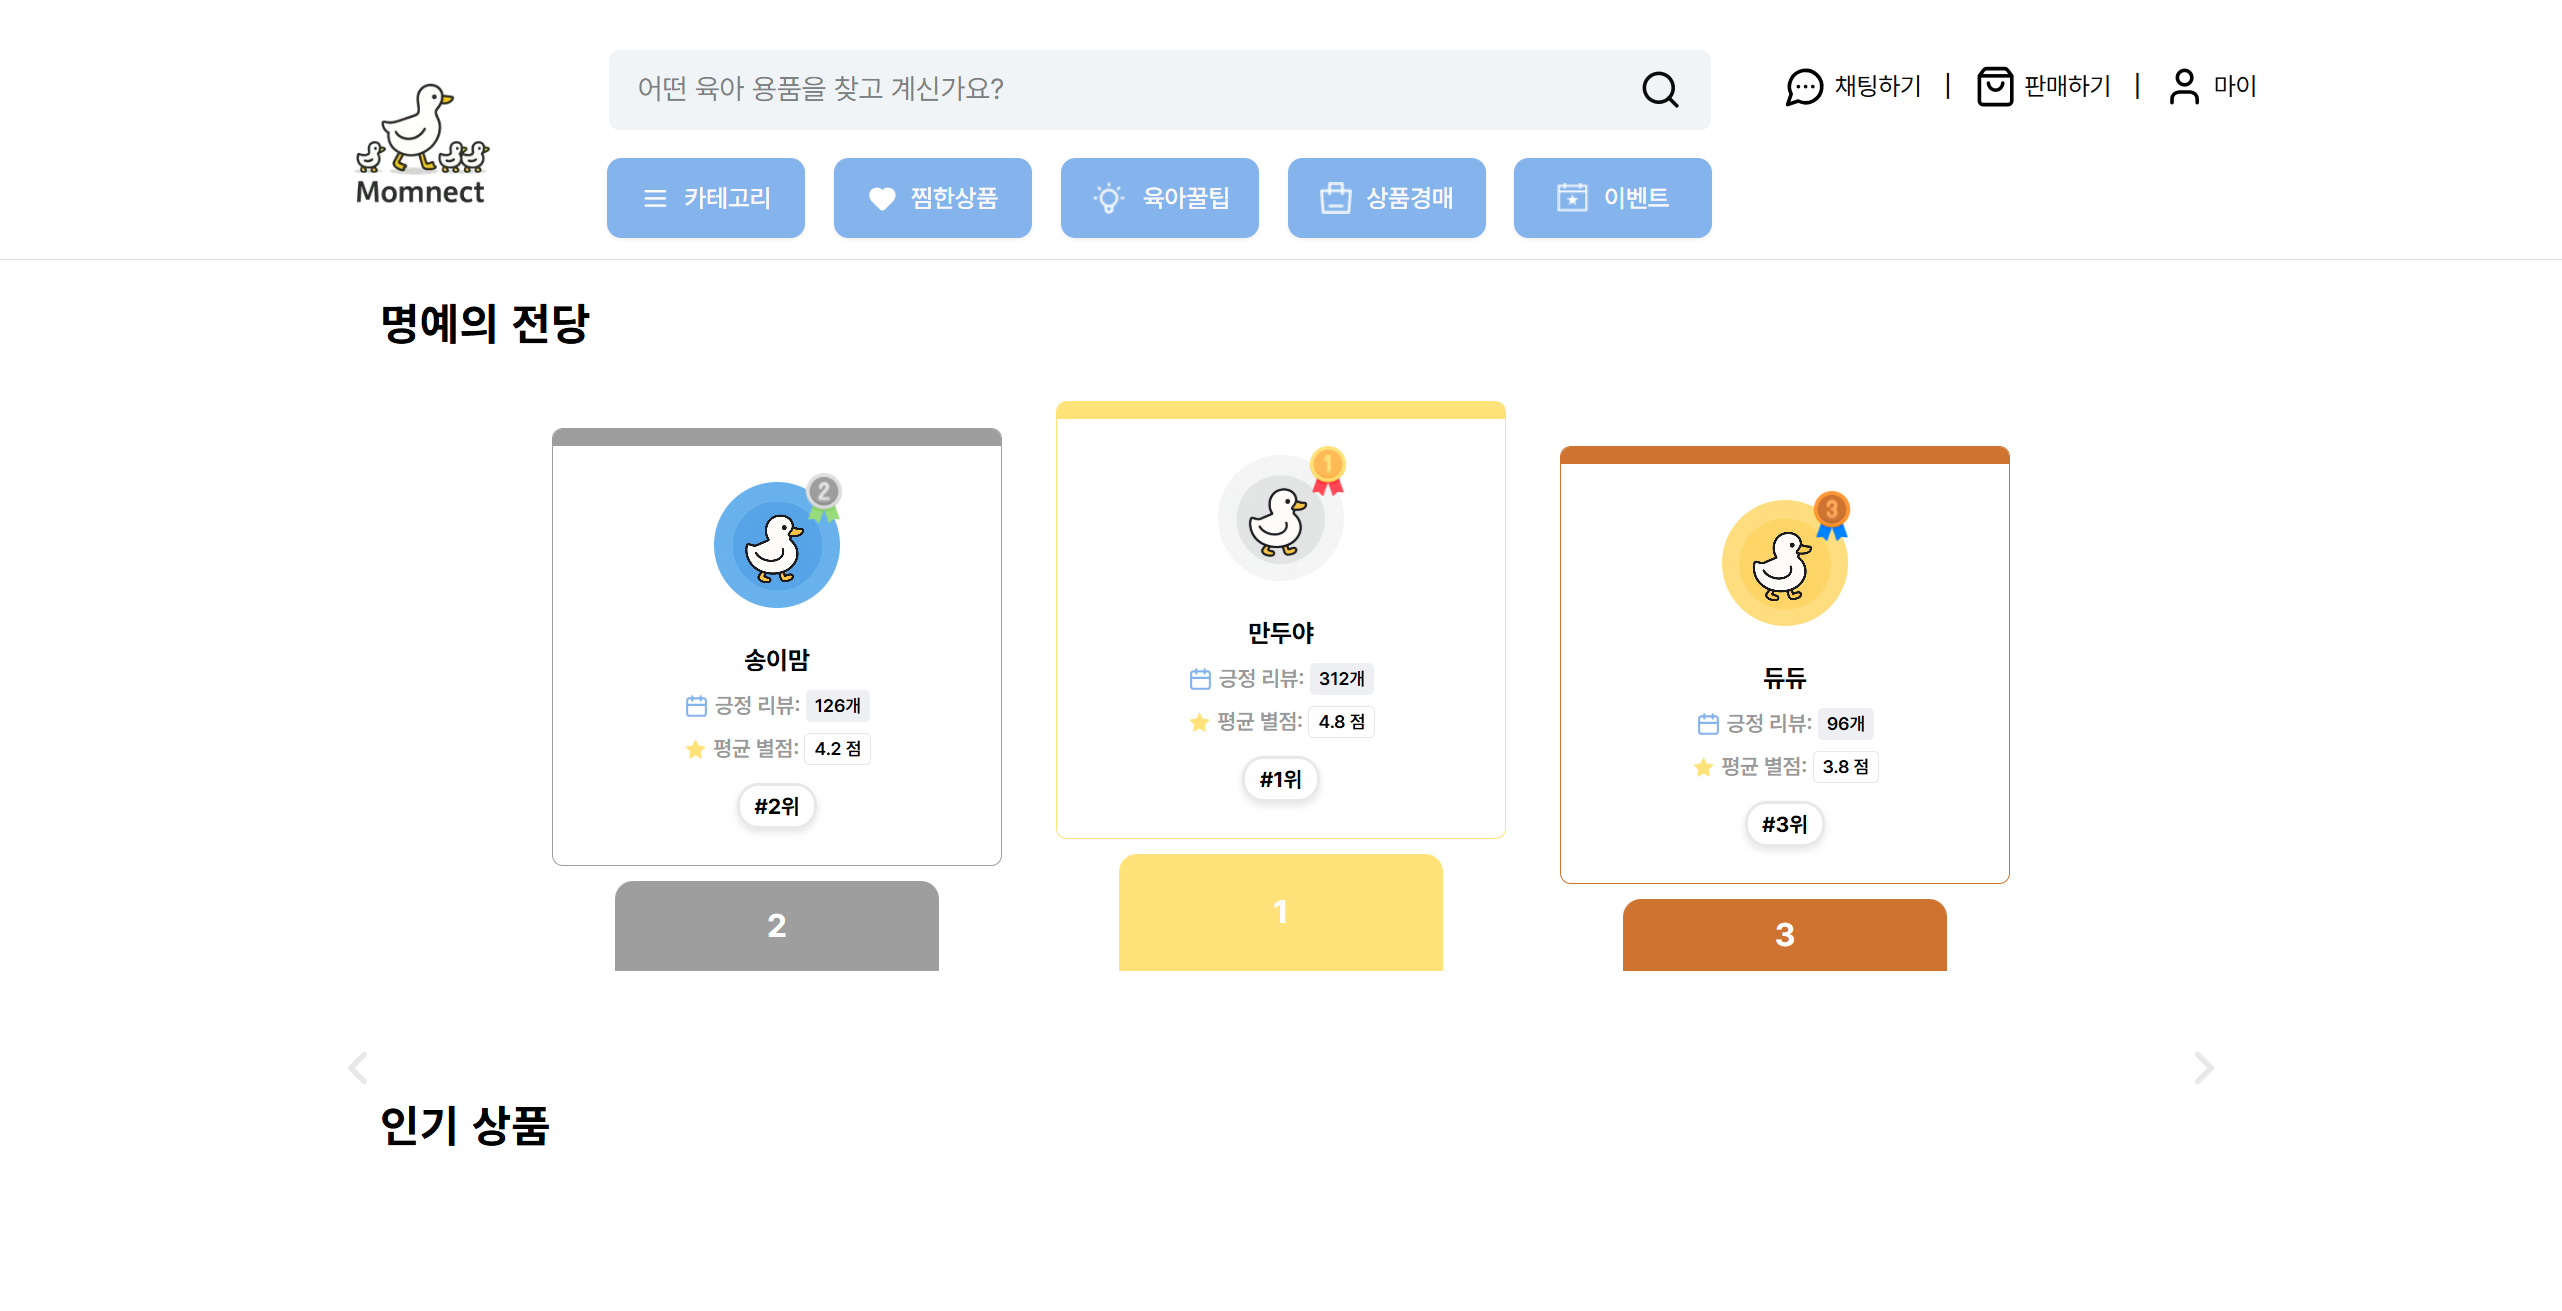 Momnect
어떤 육아 용품을 찾고 계신가요?
채팅하기 | 판매하기 | 마이
카테고리
찜한상품
육아꿀팁
상품경매
이벤트
명예의 전당
2
송이맘
긍정 리뷰: 126개
평균 별점: 4.2 점
#2위
2
1
만두야
긍정 리뷰: 312개
평균 별점: 4.8 점
#1위
1
3
듀듀
긍정 리뷰: 96개
평균 별점: 3.8 점
#3위
3
인기 상품